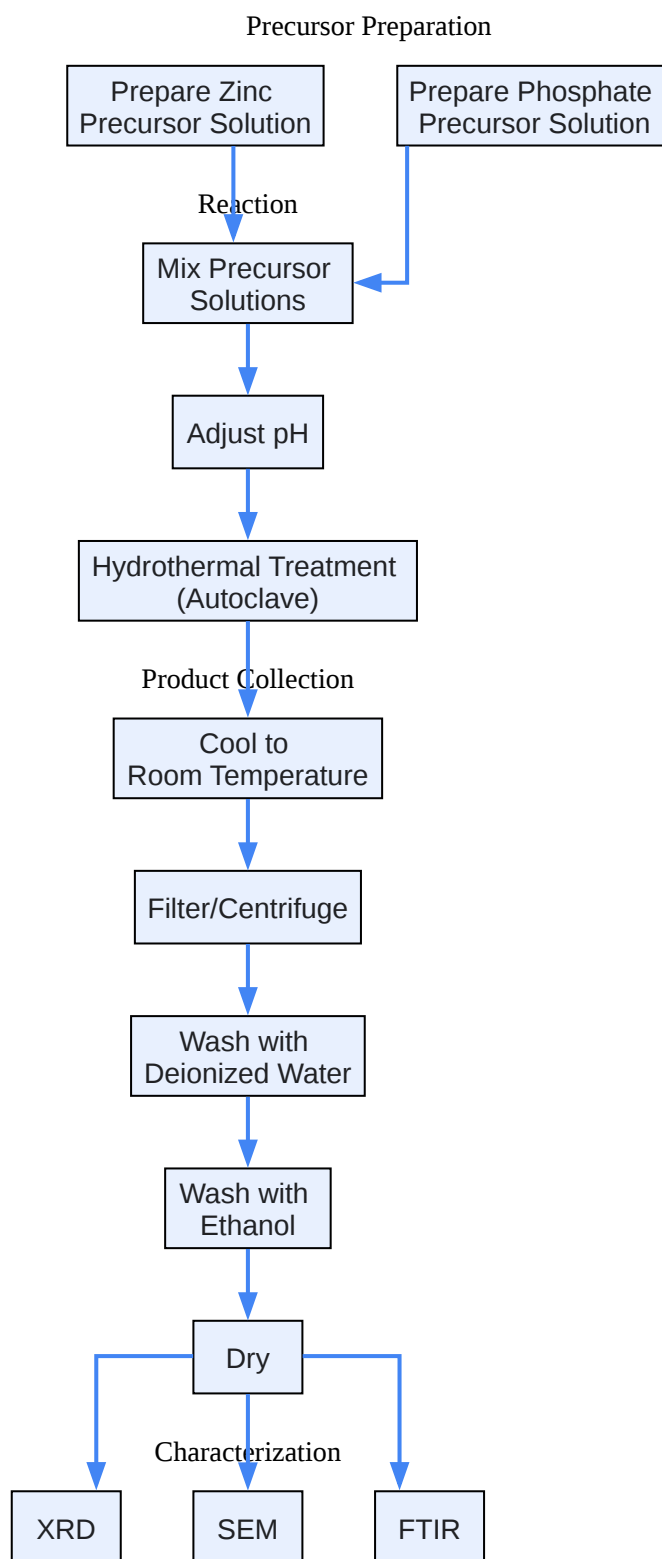 Precursor Preparation
Prepare Zinc
Precursor Solution
Prepare Phosphate
Precursor Solution
Reaction
Mix Precursor
Solutions
Adjust pH
Hydrothermal Treatment
(Autoclave)
Product Collection
Cool to
Room Temperature
Filter/Centrifuge
Wash with
Deionized Water
Wash with
Ethanol
Dry
Characterization
XRD
SEM
FTIR